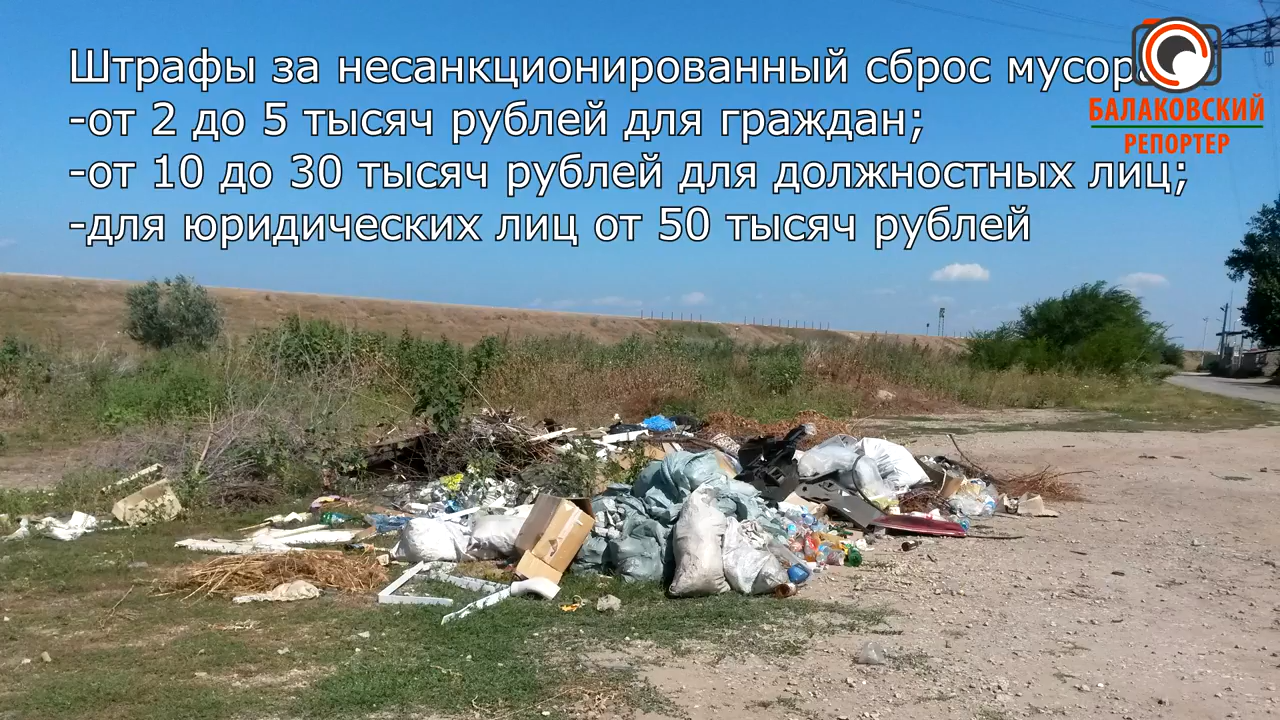 Штрафы за несанкционированный сброс мусора
-от 2 до 5 тысяч рублей для граждан;
-от 10 до 30 тысяч рублей для должностных лиц;
-для юридических лиц от 50 тысяч рублей
БАЛАКОВСКИЙ
РЕПОРТЕР